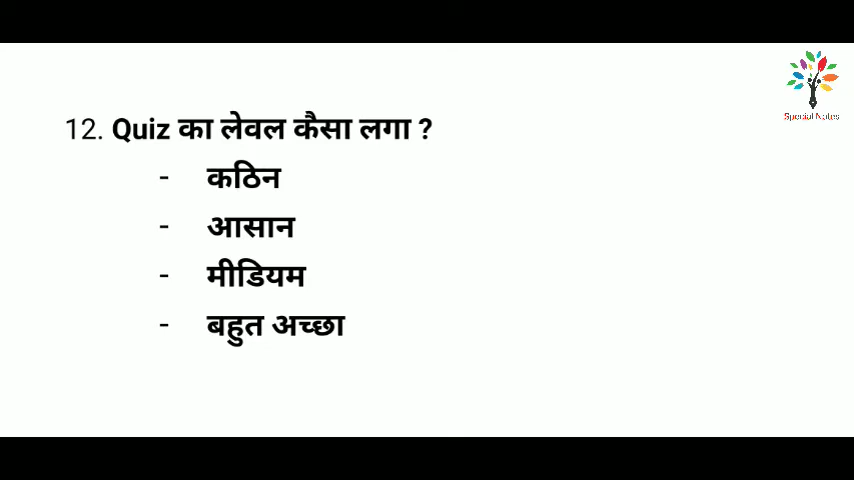 Special Notes
12. Quiz का लेवल कैसा लगा ?
- कठिन
- आसान
- मीडियम
- बहुत अच्छा